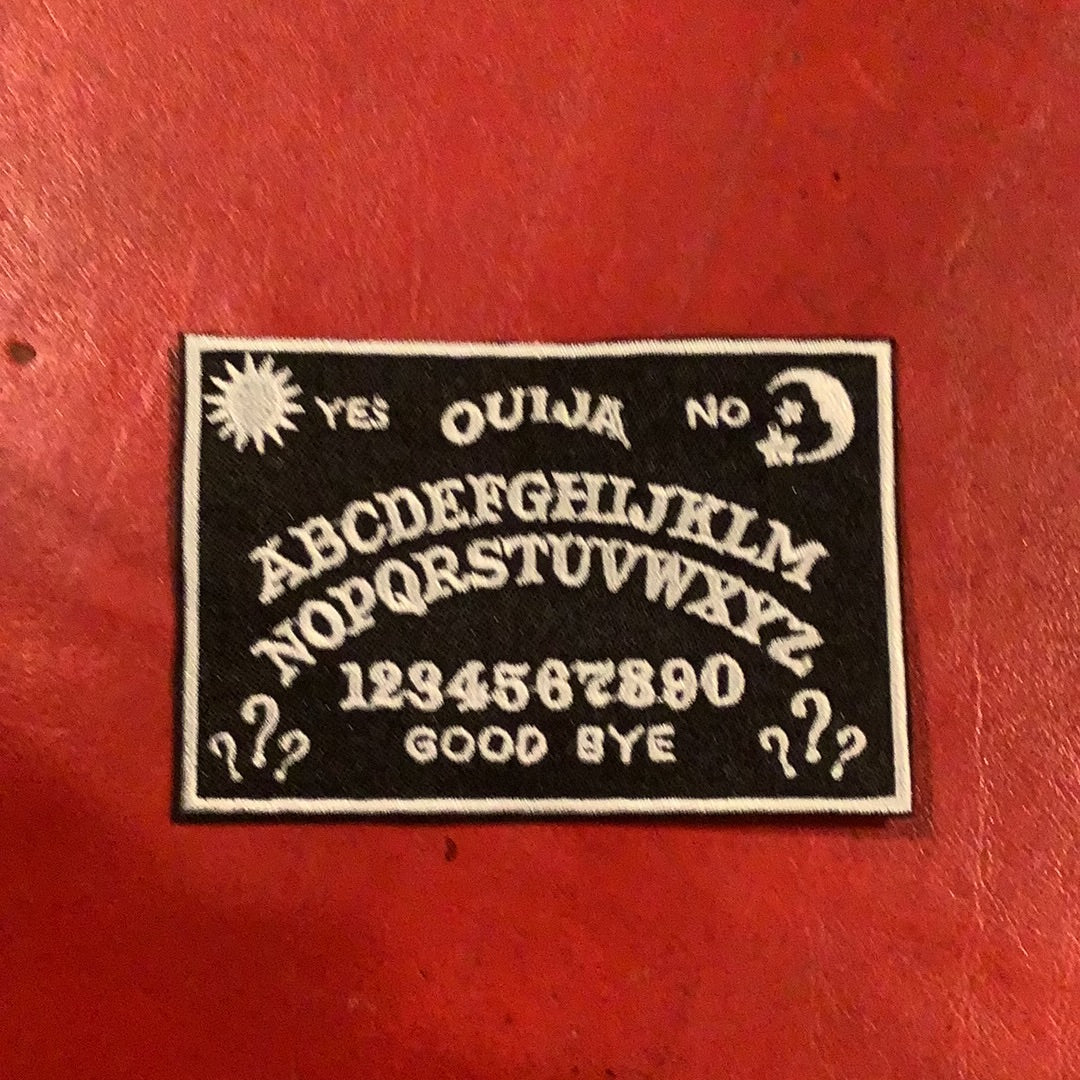 YES OUIJA NO
ABCDEFGHIJKLM
NOPQRSTUVWXYZ
1234567890
? ? ? ? ? ?
GOOD BYE